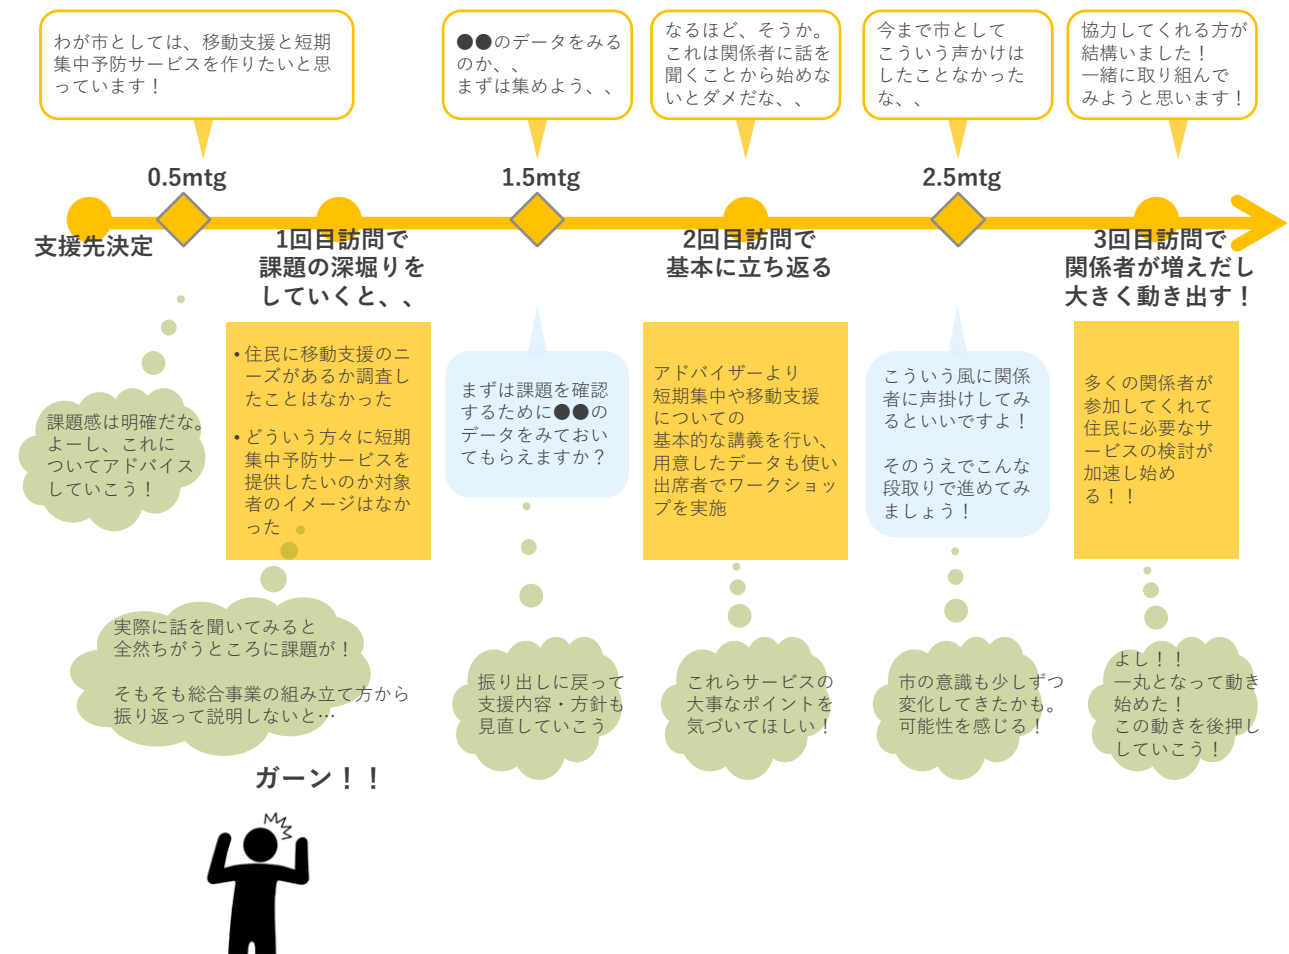 わが市としては、移動支援と短期
集中予防サービスを作りたいと思
っています！
●●のデータをみる
のか、、
まずは集めよう、、
なるほど、そうか。
これは関係者に話を
聞くことから始めな
いとダメだな、、
今まで市として
こういう声かけは
したことなかった
な、、
協力してくれる方が
結構いました！
一緒に取り組んで
みようと思います！
0.5mtg
1.5mtg
2.5mtg
支援先決定
1回目訪問で
課題の深堀りを
していくと、、
2回目訪問で
基本に立ち返る
3回目訪問で
関係者が増えだし
大きく動き出す！
課題感は明確だな。
よーし、これに
ついてアドバイス
していこう！
• 住民に移動支援のニ
ーズがあるか調査し
たことはなかった
• どういう方々に短期
集中予防サービスを
提供したいのか対象
者のイメージはなか
った
まずは課題を確認
するために●●の
データをみておい
てもらえますか？
アドバイザーより
短期集中や移動支援
についての
基本的な講義を行い、
用意したデータも使い
出席者でワークショッ
プを実施
こういう風に関係
者に声掛けしてみ
るといいですよ！
そのうえでこんな
段取りで進めてみ
ましょう！
多くの関係者が
参加してくれて
住民に必要なサ
ービスの検討が
加速し始め
る！！
実際に話を聞いてみると
全然ちがうところに課題が！
そもそも総合事業の組み立て方から
振り返って説明しないと…
振り出しに戻って
支援内容・方針も
見直していこう
これらサービスの
大事なポイントを
気づいてほしい！
市の意識も少しずつ
変化してきたかも。
可能性を感じる！
よし！！
一丸となって動き
始めた！
この動きを後押し
していこう！
ガーン！！